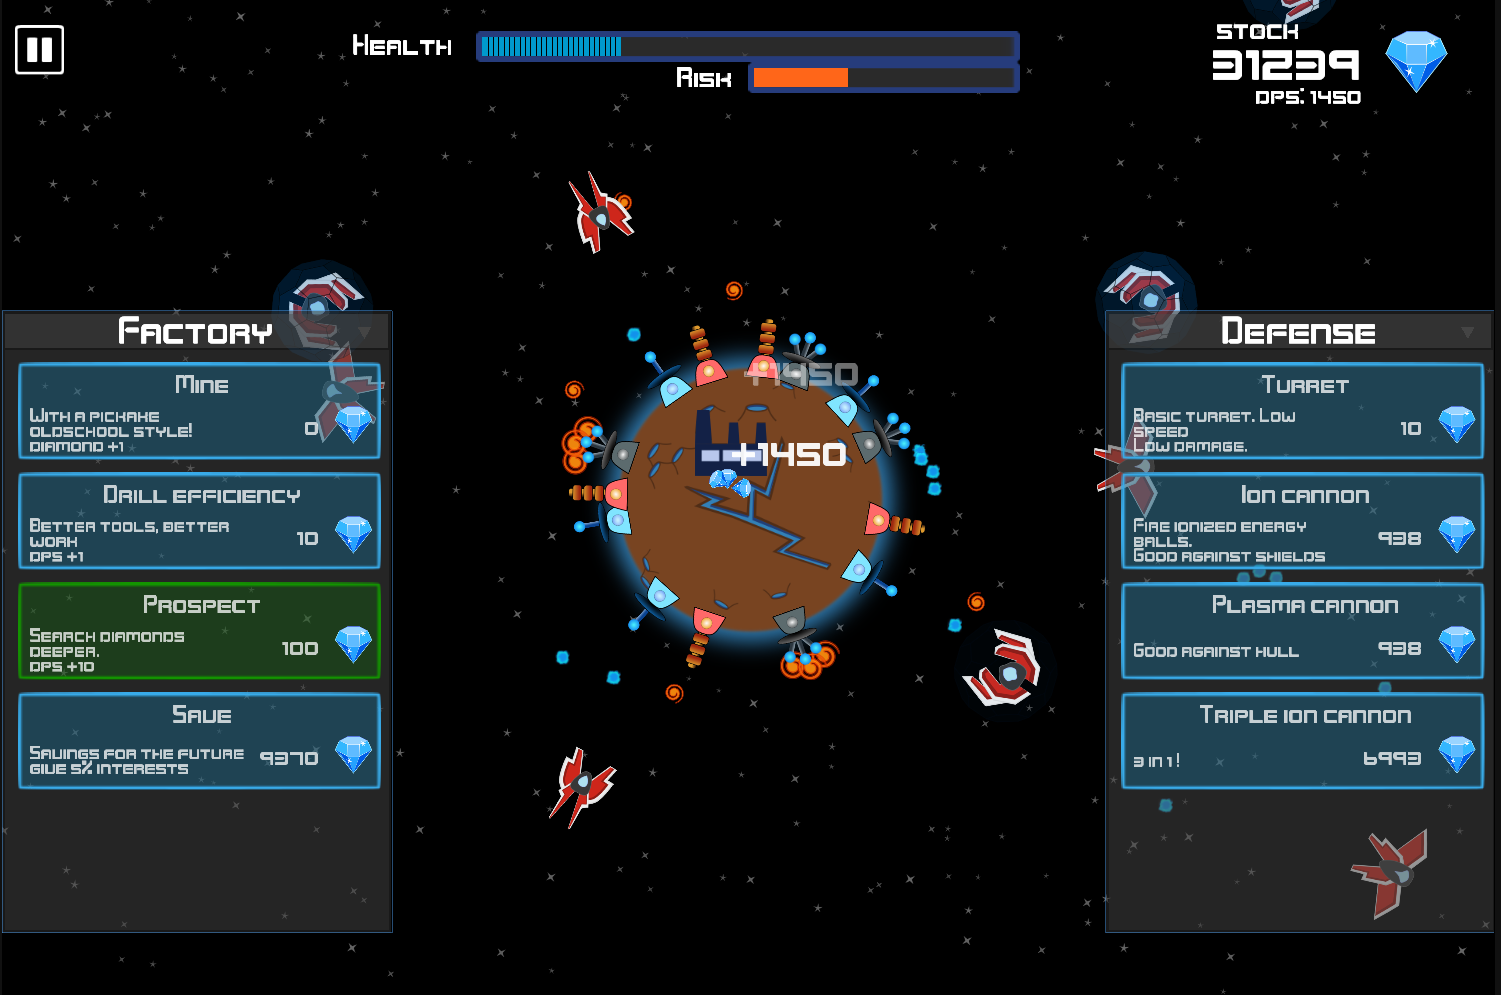 Health
Risk
Stock
31239
DPS: 1450
Factory
Mine
With a pickaxe
oldschool style!
Diamond +1
0
Drill efficiency
Better tools, better
work
DPS +1
10
Prospect
Search diamonds
deeper.
DPS +10
100
Save
Savings for the future
give 5% interests
9370
+1450
+1450
Defense
Turret
Basic turret. Low
speed
Low damage.
10
Ion cannon
Fire ionized energy
balls.
Good against shields
938
Plasma cannon
Good against hull
938
Triple ion cannon
3 in 1!
6993